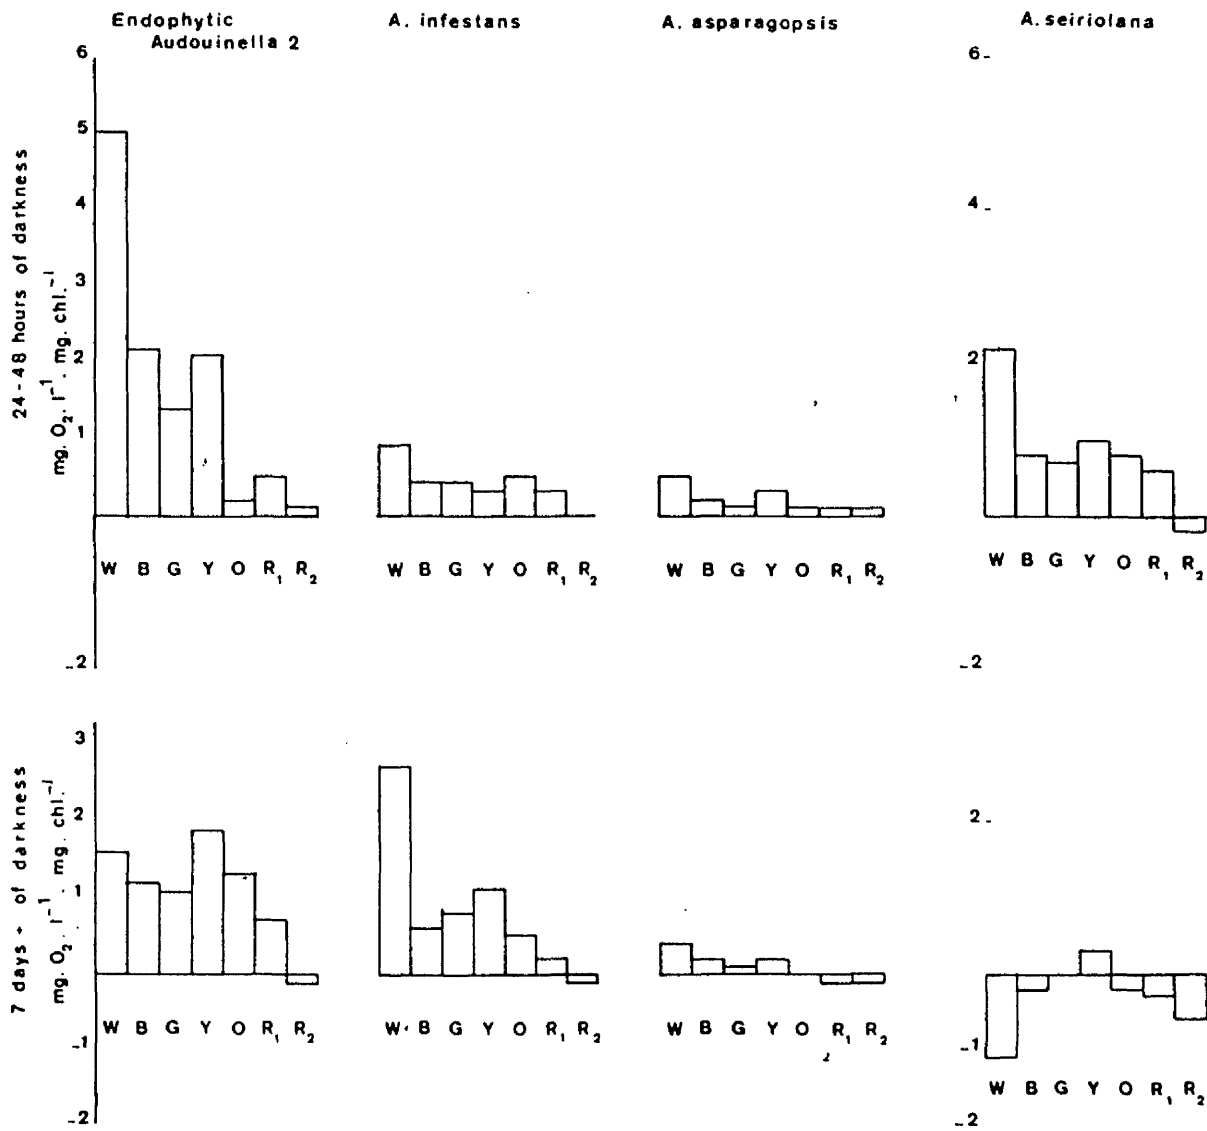 Endophytic
Audouinella 2
A. infestans
A. asparagopsis
A. seiriolana
24-48 hours of darkness
mg. O₂. l⁻¹. mg. chl.⁻¹
6
5
4
3
2
1
-2
6-
4-
2-
-2
W B G Y O R₁ R₂
W B G Y O R₁ R₂
W B G Y O R₁ R₂
W B G Y O R₁ R₂
7 days + of darkness
mg. O₂. l⁻¹. mg. chl.⁻¹
3
2
1
-1
-2
2-
-1
-2
W B G Y O R₁ R₂
W B G Y O R₁ R₂
W B G Y O R₁ R₂
W B G Y O R₁ R₂